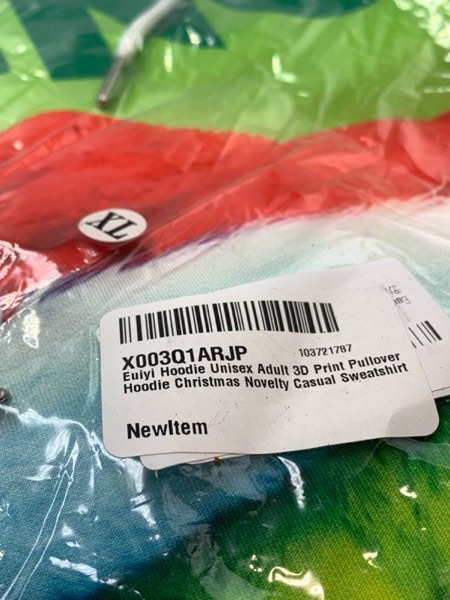 XL
X003Q1ARJP 103721787
Euiyi Hoodie Unisex Adult 3D Print Pullover
Hoodie Christmas Novelty Casual Sweatshirt
NewItem